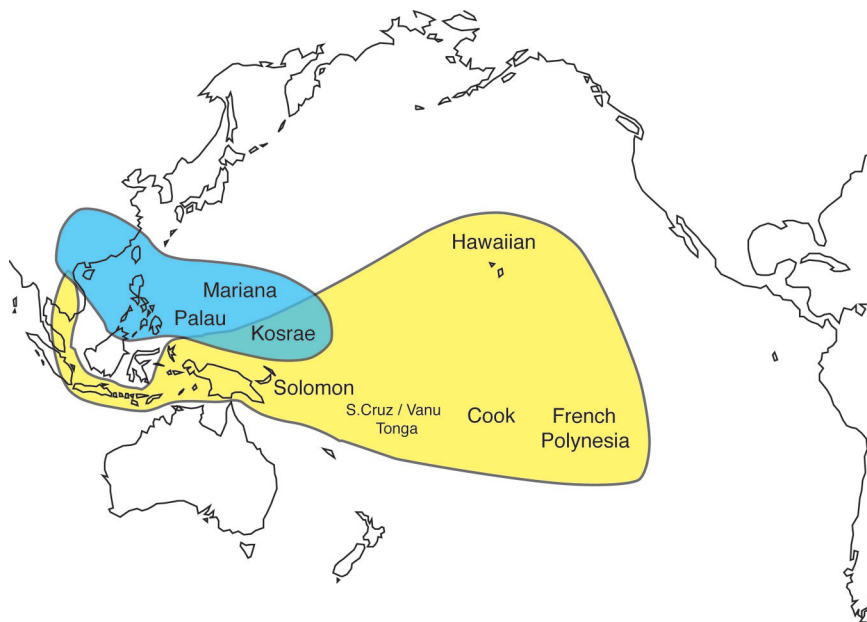 Hawaiian
Mariana
Palau
Kosrae
Solomon
S.Cruz / Vanu
Tonga
Cook
French
Polynesia